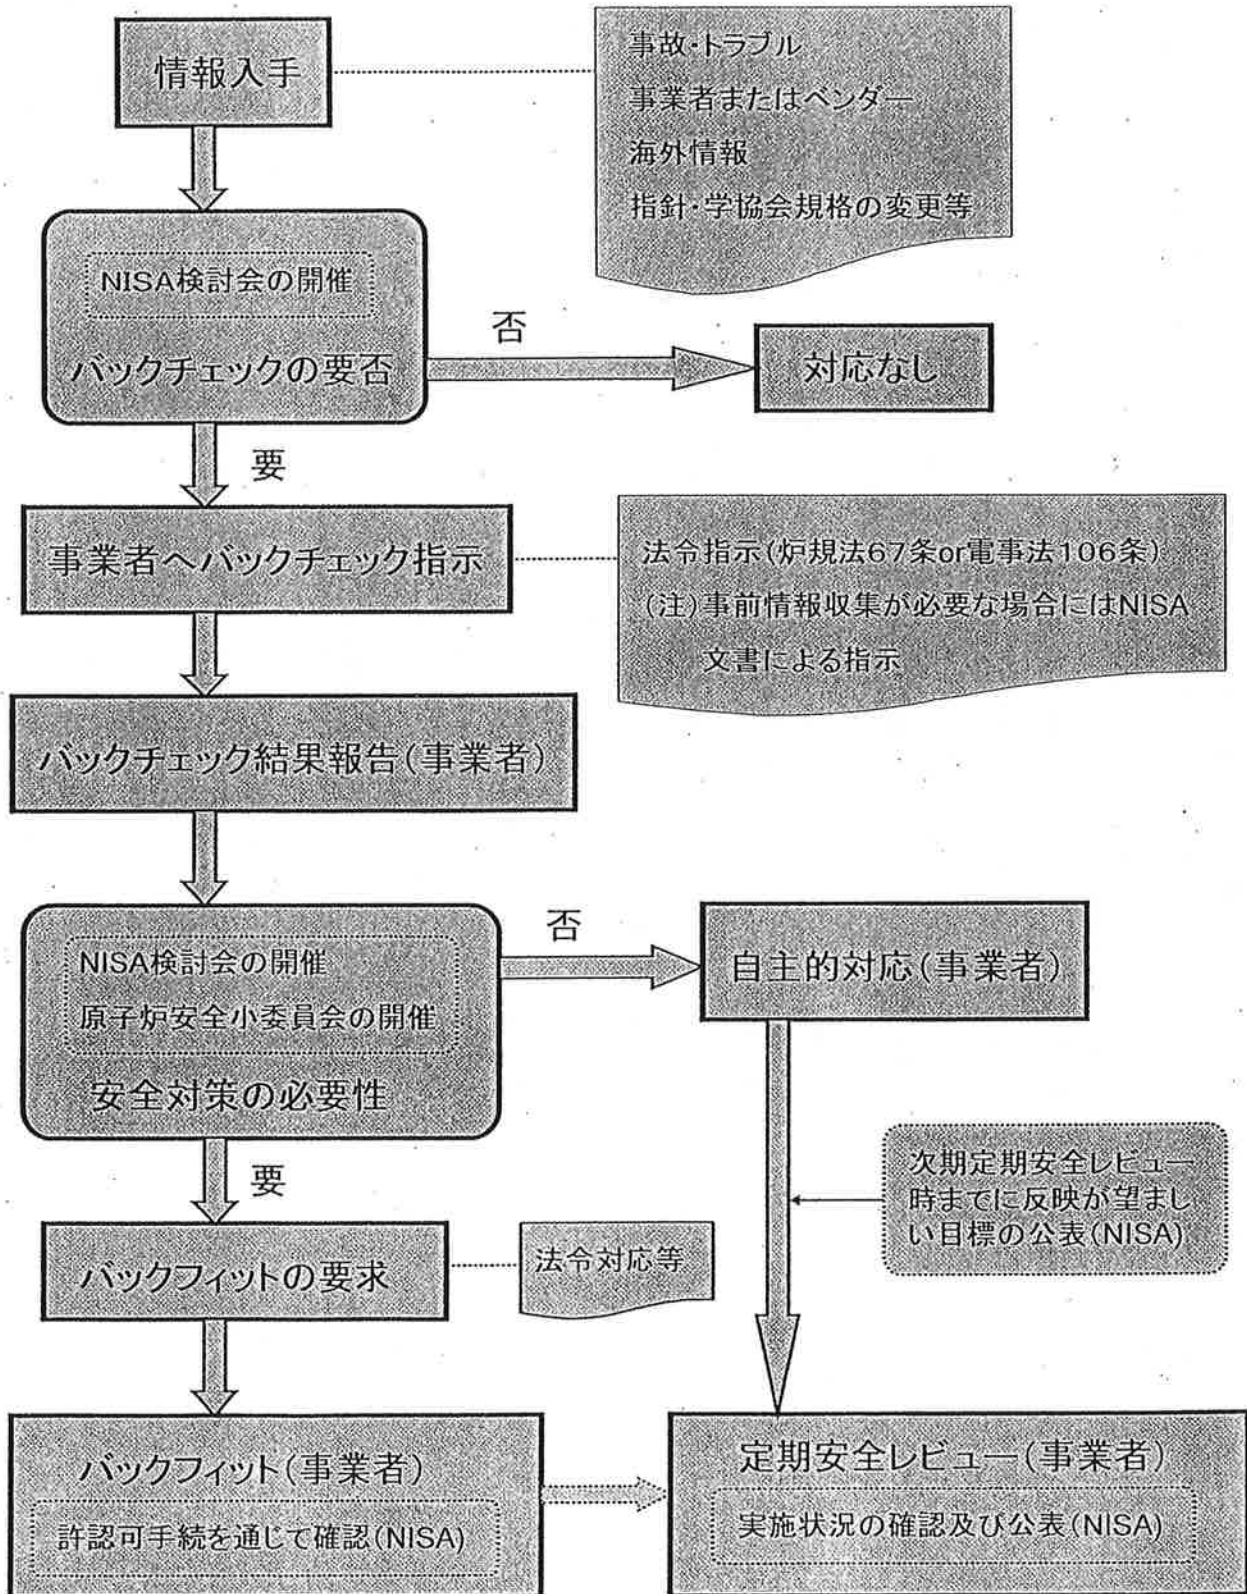 情報入手
事故・トラブル
事業者またはベンダー
海外情報
指針・学協会規格の変更等
NISA検討会の開催
バックチェックの要否
否
対応なし
要
事業者へバックチェック指示
法令指示(炉規法67条or電事法106条)
(注)事前情報収集が必要な場合にはNISA
文書による指示
バックチェック結果報告(事業者)
NISA検討会の開催
原子炉安全小委員会の開催
安全対策の必要性
否
自主的対応(事業者)
要
次期定期安全レビュー
時までに反映が望まし
い目標の公表(NISA)
バックフィットの要求
法令対応等
バックフィット(事業者)
許認可手続を通じて確認(NISA)
定期安全レビュー(事業者)
実施状況の確認及び公表(NISA)